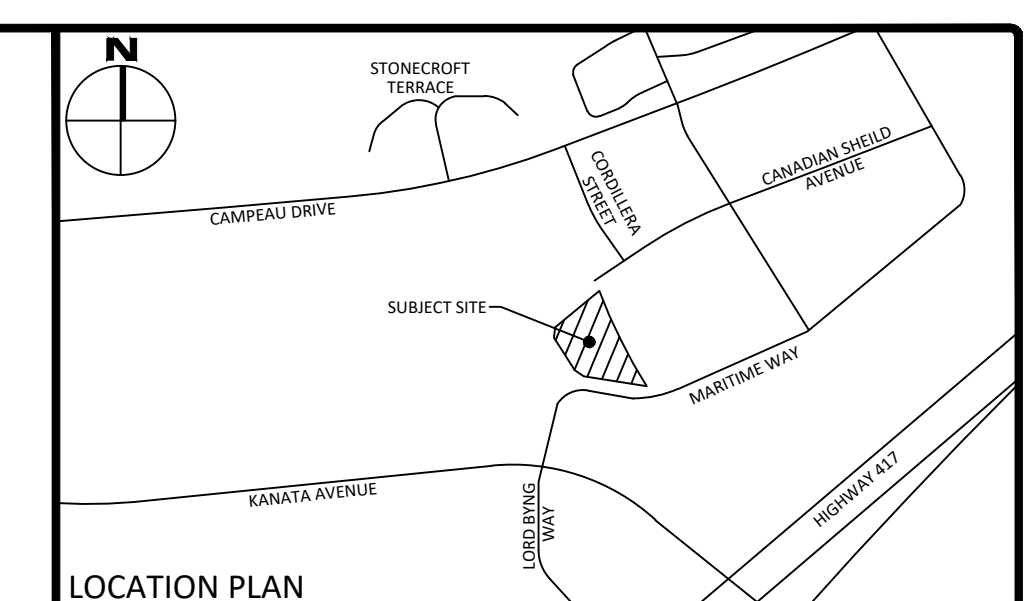 N
STONECROFT
TERRACE
CORDILLERA
STREET
CANADIAN SHEILD
AVENUE
CAMPEAU DRIVE
SUBJECT SITE
MARITIME WAY
HIGHWAY 417
KANATA AVENUE
LORD BYNG
WAY
LOCATION PLAN